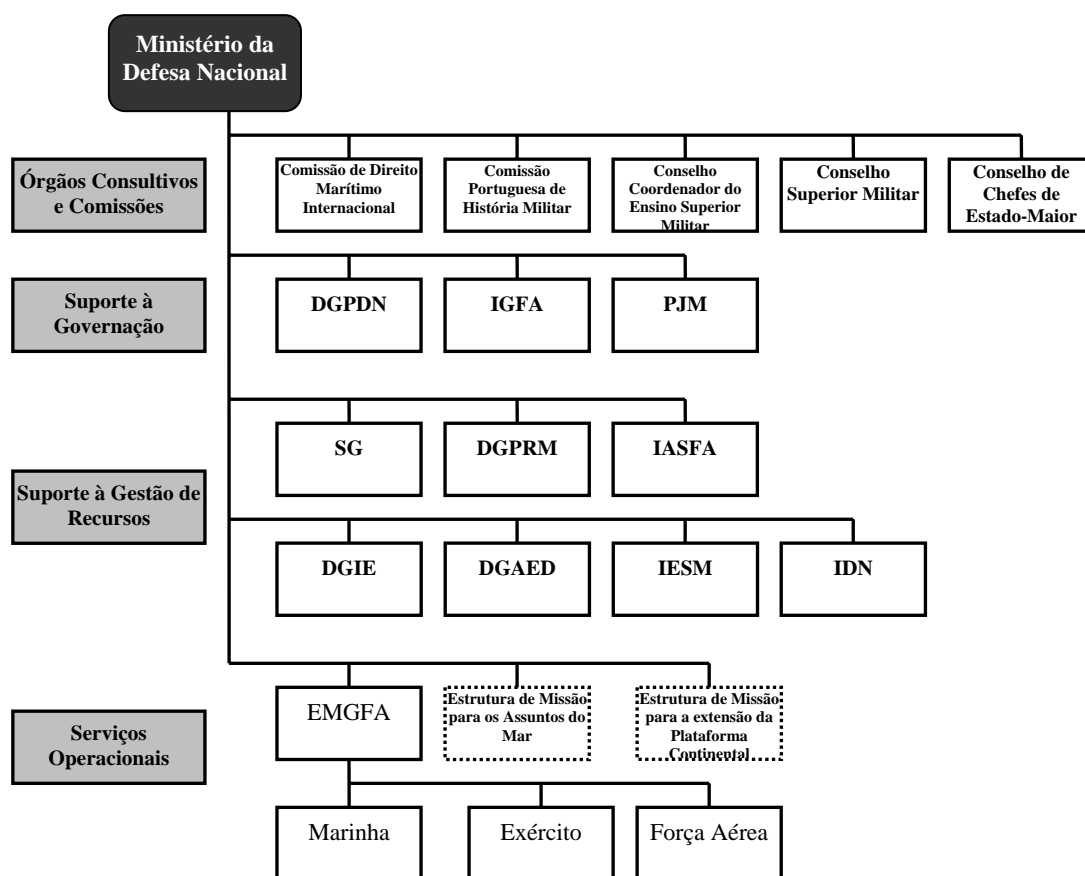 Ministério da
Defesa Nacional
Órgãos Consultivos
e Comissões
Comissão de Direito
Marítimo
Internacional
Comissão
Portuguesa de
História Militar
Conselho
Coordenador do
Ensino Superior
Militar
Conselho
Superior Militar
Conselho de
Chefes de
Estado-Maior
Suporte à
Governação
DGPDN
IGFA
PJM
Suporte à Gestão de
Recursos
SG
DGPRM
IASFA
DGIE
DGAED
IESM
IDN
Serviços
Operacionais
EMGFA
Estrutura de Missão
para os Assuntos do
Mar
Estrutura de Missão
para a extensão da
Plataforma
Continental
Marinha
Exército
Força Aérea